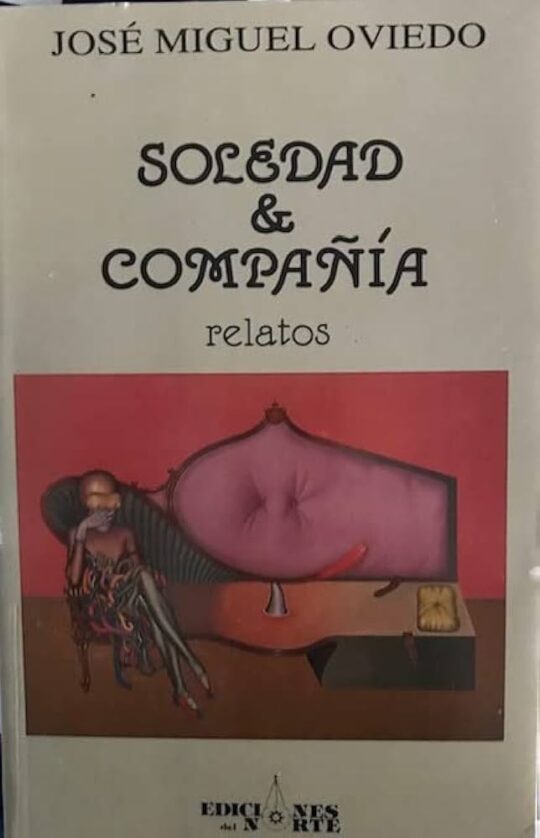 JOSÉ MIGUEL OVIEDO
SOLEDAD
&
COMPAÑÍA
relatos
EDICIONES
del NORTE